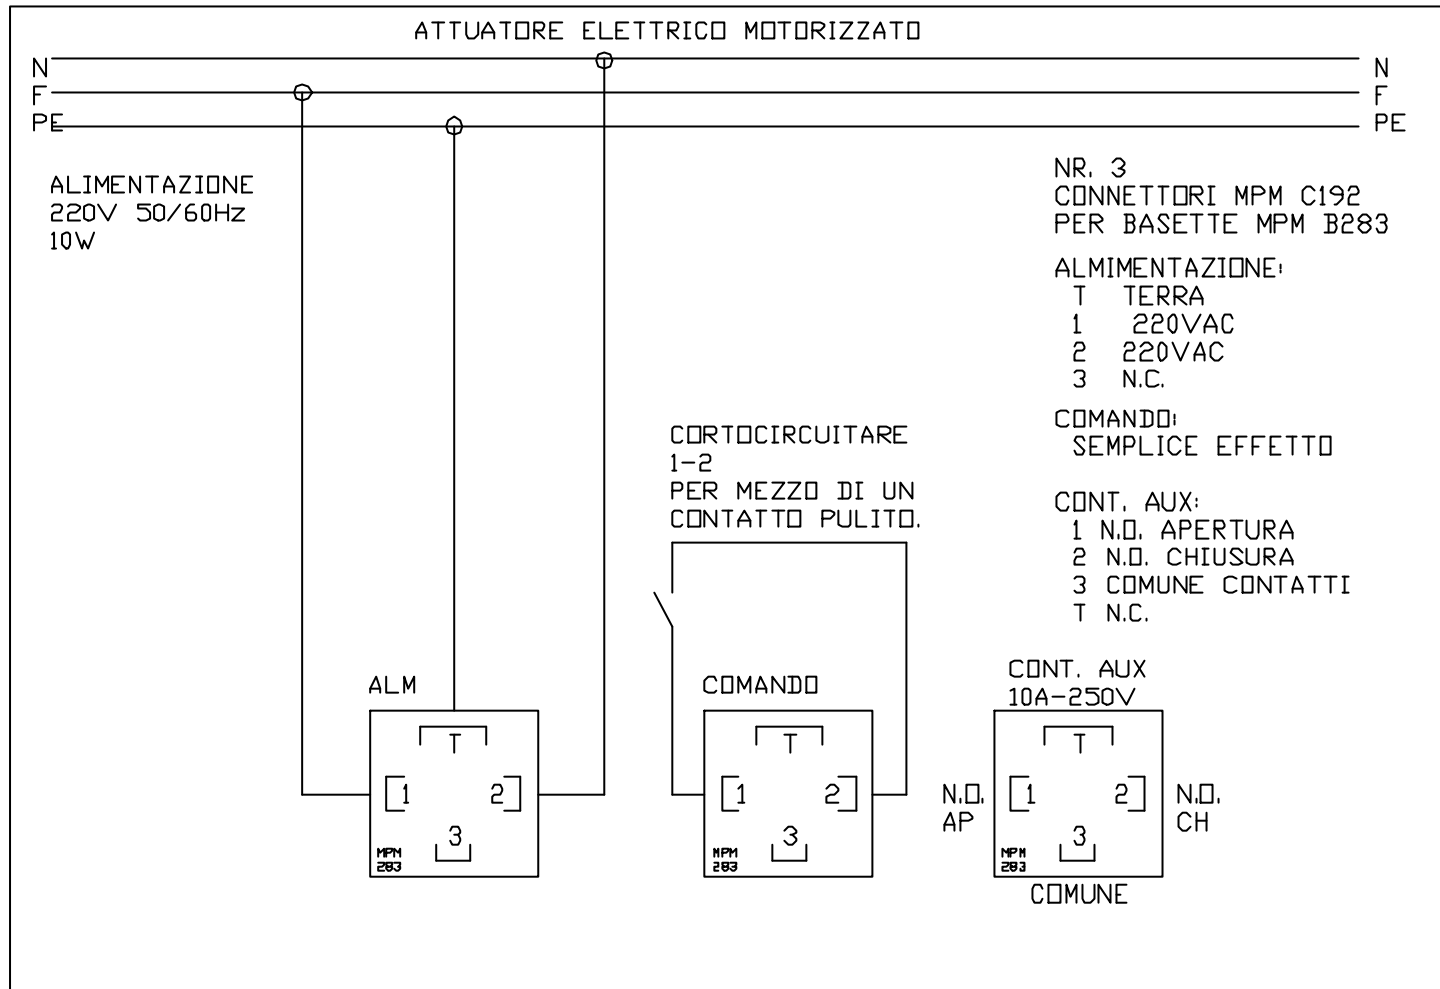 ATTUATORE ELETTRICO MOTORIZZATO
N
F
PE
N
F
PE
ALIMENTAZIONE
220V 50/60Hz
10W
NR. 3
CONNETTORI MPM C192
PER BASETTE MPM B283
ALMIMENTAZIONE:
T TERRA
1 220VAC
2 220VAC
3 N.C.
COMANDO:
SEMPLICE EFFETTO
CONT. AUX:
1 N.O. APERTURA
2 N.O. CHIUSURA
3 COMUNE CONTATTI
T N.C.
CORTOCIRCUITARE
1-2
PER MEZZO DI UN
CONTATTO PULITO.
ALM
T
1 2
3
MPM
283
COMANDO
T
1 2
3
MPM
283
CONT. AUX
10A-250V
N.O.
AP
T
1 2
3
MPM
283
N.O.
CH
COMUNE